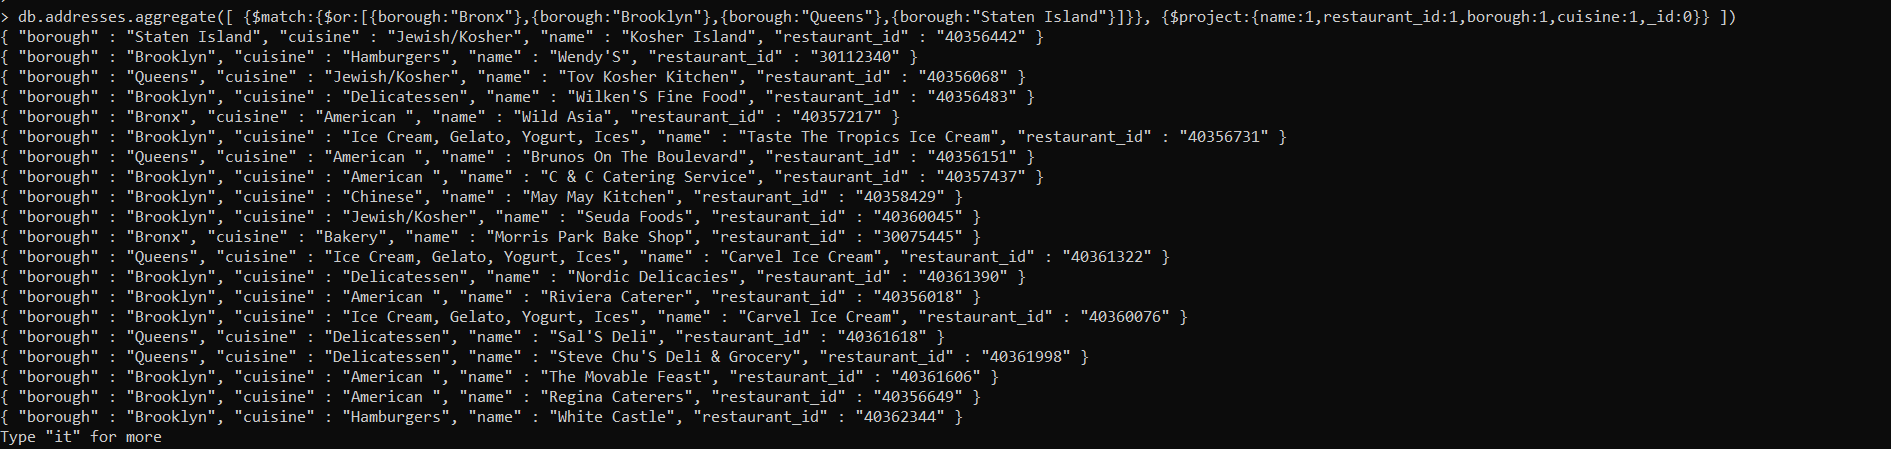 > db.addresses.aggregate([ {$match:{$or:[{borough:"Bronx"},{borough:"Brooklyn"},{borough:"Queens"},{borough:"Staten Island"}]}}, {$project:{name:1,restaurant_id:1,borough:1,cuisine:1,_id:0}} ])
{ "borough" : "Staten Island", "cuisine" : "Jewish/Kosher", "name" : "Kosher Island", "restaurant_id" : "40356442" }
{ "borough" : "Brooklyn", "cuisine" : "Hamburgers", "name" : "Wendy'S", "restaurant_id" : "30112340" }
{ "borough" : "Queens", "cuisine" : "Jewish/Kosher", "name" : "Tov Kosher Kitchen", "restaurant_id" : "40356068" }
{ "borough" : "Brooklyn", "cuisine" : "Delicatessen", "name" : "Wilken'S Fine Food", "restaurant_id" : "40356483" }
{ "borough" : "Bronx", "cuisine" : "American ", "name" : "Wild Asia", "restaurant_id" : "40357217" }
{ "borough" : "Brooklyn", "cuisine" : "Ice Cream, Gelato, Yogurt, Ices", "name" : "Taste The Tropics Ice Cream", "restaurant_id" : "40356731" }
{ "borough" : "Queens", "cuisine" : "American ", "name" : "Brunos On The Boulevard", "restaurant_id" : "40356151" }
{ "borough" : "Brooklyn", "cuisine" : "American ", "name" : "C & C Catering Service", "restaurant_id" : "40357437" }
{ "borough" : "Brooklyn", "cuisine" : "Chinese", "name" : "May May Kitchen", "restaurant_id" : "40358429" }
{ "borough" : "Brooklyn", "cuisine" : "Jewish/Kosher", "name" : "Seuda Foods", "restaurant_id" : "40360045" }
{ "borough" : "Bronx", "cuisine" : "Bakery", "name" : "Morris Park Bake Shop", "restaurant_id" : "30075445" }
{ "borough" : "Queens", "cuisine" : "Ice Cream, Gelato, Yogurt, Ices", "name" : "Carvel Ice Cream", "restaurant_id" : "40361322" }
{ "borough" : "Brooklyn", "cuisine" : "Delicatessen", "name" : "Nordic Delicacies", "restaurant_id" : "40361390" }
{ "borough" : "Brooklyn", "cuisine" : "American ", "name" : "Riviera Caterer", "restaurant_id" : "40356018" }
{ "borough" : "Brooklyn", "cuisine" : "Ice Cream, Gelato, Yogurt, Ices", "name" : "Carvel Ice Cream", "restaurant_id" : "40360076" }
{ "borough" : "Queens", "cuisine" : "Delicatessen", "name" : "Sal'S Deli", "restaurant_id" : "40361618" }
{ "borough" : "Queens", "cuisine" : "Delicatessen", "name" : "Steve Chu'S Deli & Grocery", "restaurant_id" : "40361998" }
{ "borough" : "Brooklyn", "cuisine" : "American ", "name" : "The Movable Feast", "restaurant_id" : "40361606" }
{ "borough" : "Brooklyn", "cuisine" : "American ", "name" : "Regina Caterers", "restaurant_id" : "40356649" }
{ "borough" : "Brooklyn", "cuisine" : "Hamburgers", "name" : "White Castle", "restaurant_id" : "40362344" }
Type "it" for more